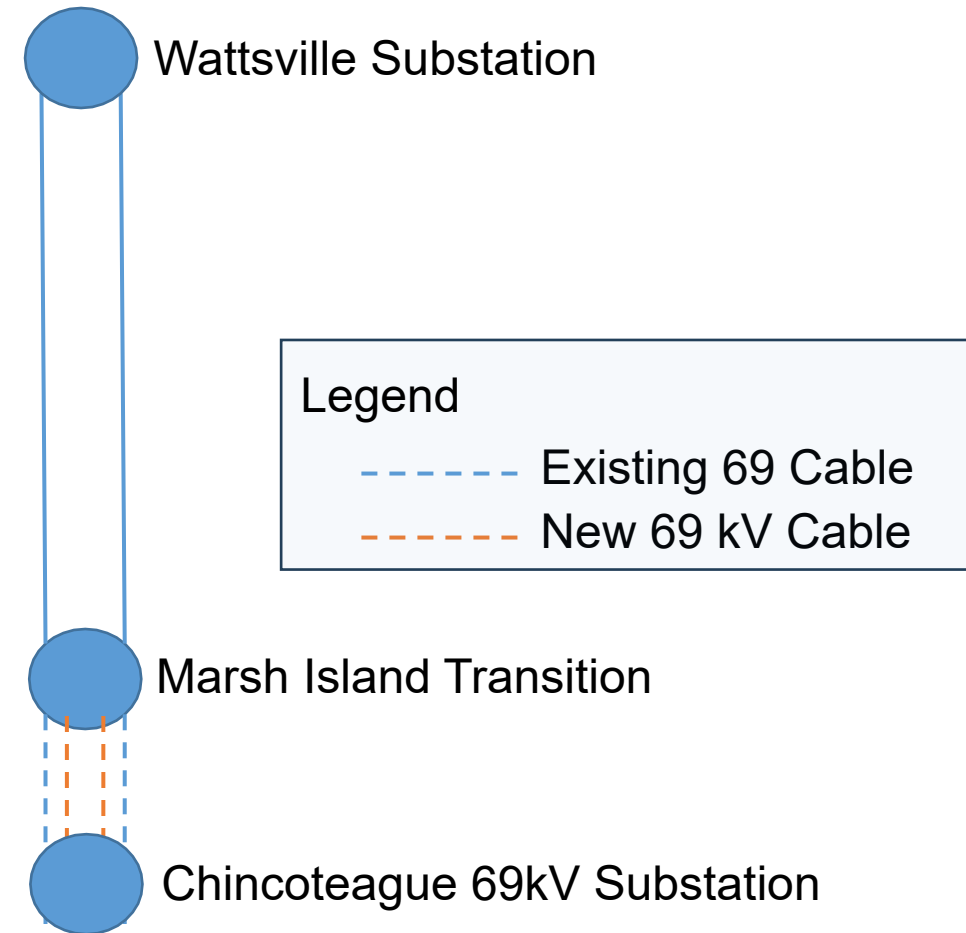 Wattsville Substation
Legend
Existing 69 Cable
New 69 kV Cable
Marsh Island Transition
Chincoteague 69kV Substation